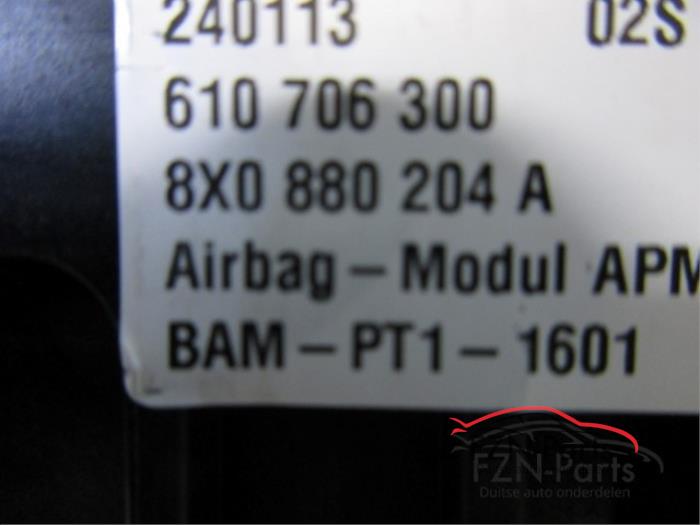 240113 02S
610 706 300
8X0 880 204 A
Airbag-Modul APM
BAM-PT1-1601
FZN-Parts
Duitse auto onderdelen